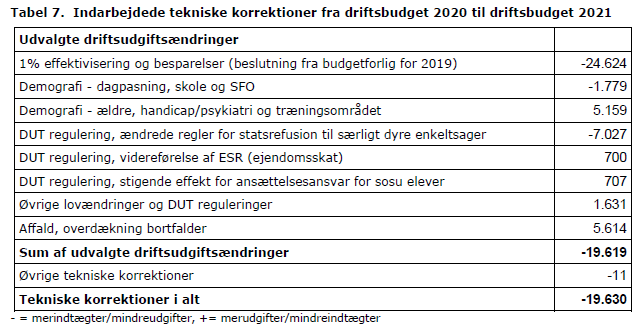 Tabel 7. Indarbejdede tekniske korrektioner fra driftsbudget 2020 til driftsbudget 2021
Udvalgte driftsudgiftsændringer
1% effektivisering og besparelser (beslutning fra budgetforlig for 2019) -24.624
Demografi - dagpasning, skole og SFO -1.779
Demografi - ældre, handicap/psykiatri og træningsområdet 5.159
DUT regulering, ændrede regler for statsrefusion til særligt dyre enkeltsager -7.027
DUT regulering, videreførelse af ESR (ejendomsskat) 700
DUT regulering, stigende effekt for ansættelsesansvar for sosu elever 707
Øvrige lovændringer og DUT reguleringer 1.631
Affald, overdækning bortfalder 5.614
Sum af udvalgte driftsudgiftsændringer -19.619
Øvrige tekniske korrektioner -11
Tekniske korrektioner i alt -19.630
- = merindtægter/mindreudgifter, += merudgifter/mindreindtægter